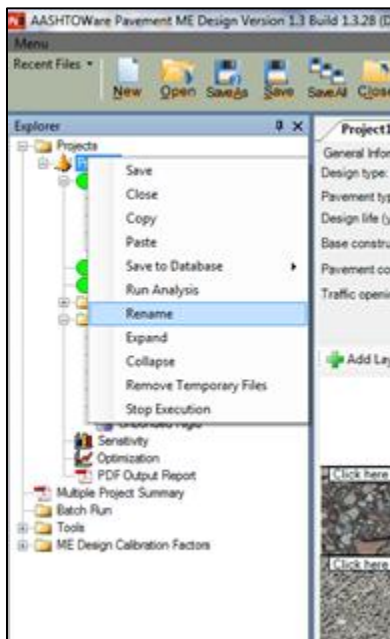 AASHTOWare Pavement ME Design Version 1.3 Build 1.3.28 (D
Menu
Recent Files
New Open SaveAs Save SaveAll Close
Explorer
Project1
Projects
General Infor
Save
Design type:
Close
Pavement typ
Copy
Design life (y
Paste
Base constru
Save to Database
Pavement co
Run Analysis
Traffic openi
Rename
Expand
Add Lay
Collapse
Remove Temporary Files
Stop Execution
Unbonded Rigid
Sensitivity
Optimization
PDF Output Report
Click here
Multiple Project Summary
Batch Run
Tools
ME Design Calibration Factors
Click here